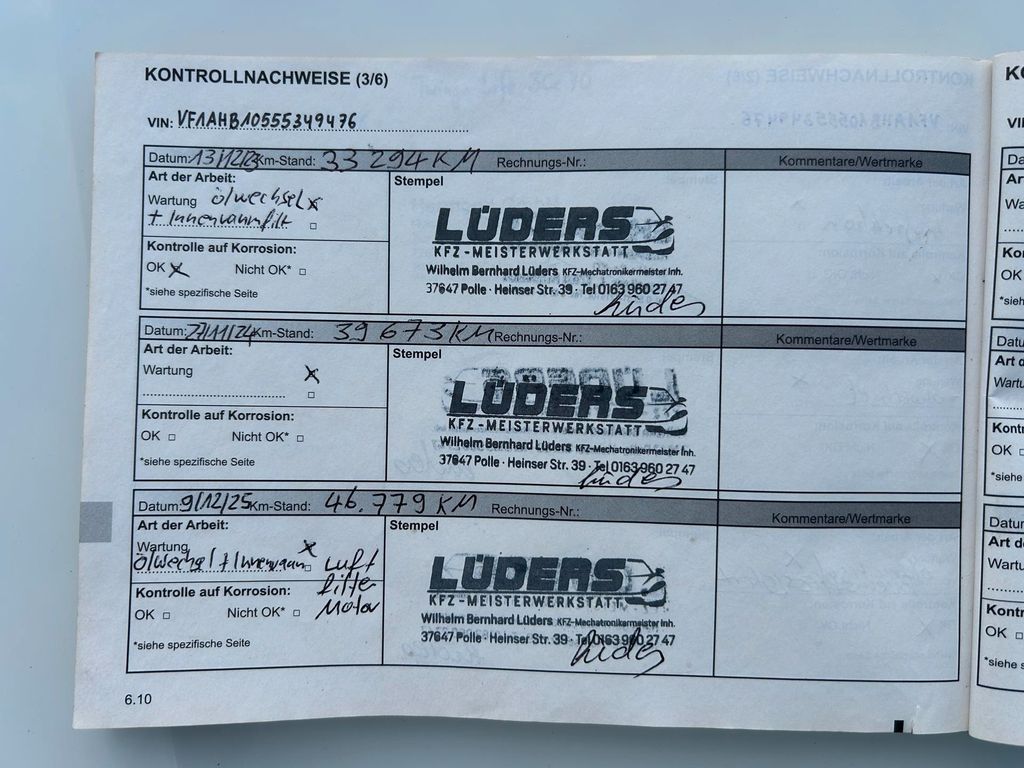 KONTROLLNACHWEISE (3/6)
VIN: VF1AHB10555349476
Datum: 13/12/23 Km-Stand: 33 294 KM Rechnungs-Nr.: Kommentare/Wertmarke
Art der Arbeit:
Stempel
Wartung ölwechsel x
+ Innenraumfilt □
Kontrolle auf Korrosion:
OK x Nicht OK* □
*siehe spezifische Seite
LÜDERS
KFZ-MEISTERWERKSTATT
Wilhelm Bernhard Lüders KFZ-Mechatronikermeister Inh.
37647 Polle · Heinser Str. 39 · Tel 0163 960 27 47
Lüders
Datum: 27/11/24 Km-Stand: 39 673 KM Rechnungs-Nr.: Kommentare/Wertmarke
Art der Arbeit:
Stempel
Wartung x
□
Kontrolle auf Korrosion:
OK □ Nicht OK* □
*siehe spezifische Seite
LÜDERS
KFZ-MEISTERWERKSTATT
Wilhelm Bernhard Lüders KFZ-Mechatronikermeister Inh.
37647 Polle · Heinser Str. 39 · Tel 0163 960 27 47
Lüders
Datum: 9/12/25 Km-Stand: 46.779 KM Rechnungs-Nr.: Kommentare/Wertmarke
Art der Arbeit:
Stempel
Wartung x
ölwechsel + Innenraum □ Luft
filter
Motor
Kontrolle auf Korrosion:
OK □ Nicht OK* □
*siehe spezifische Seite
LÜDERS
KFZ-MEISTERWERKSTATT
Wilhelm Bernhard Lüders KFZ-Mechatronikermeister Inh.
37647 Polle · Heinser Str. 39 · Tel 0163 960 27 47
Lüders
6.10